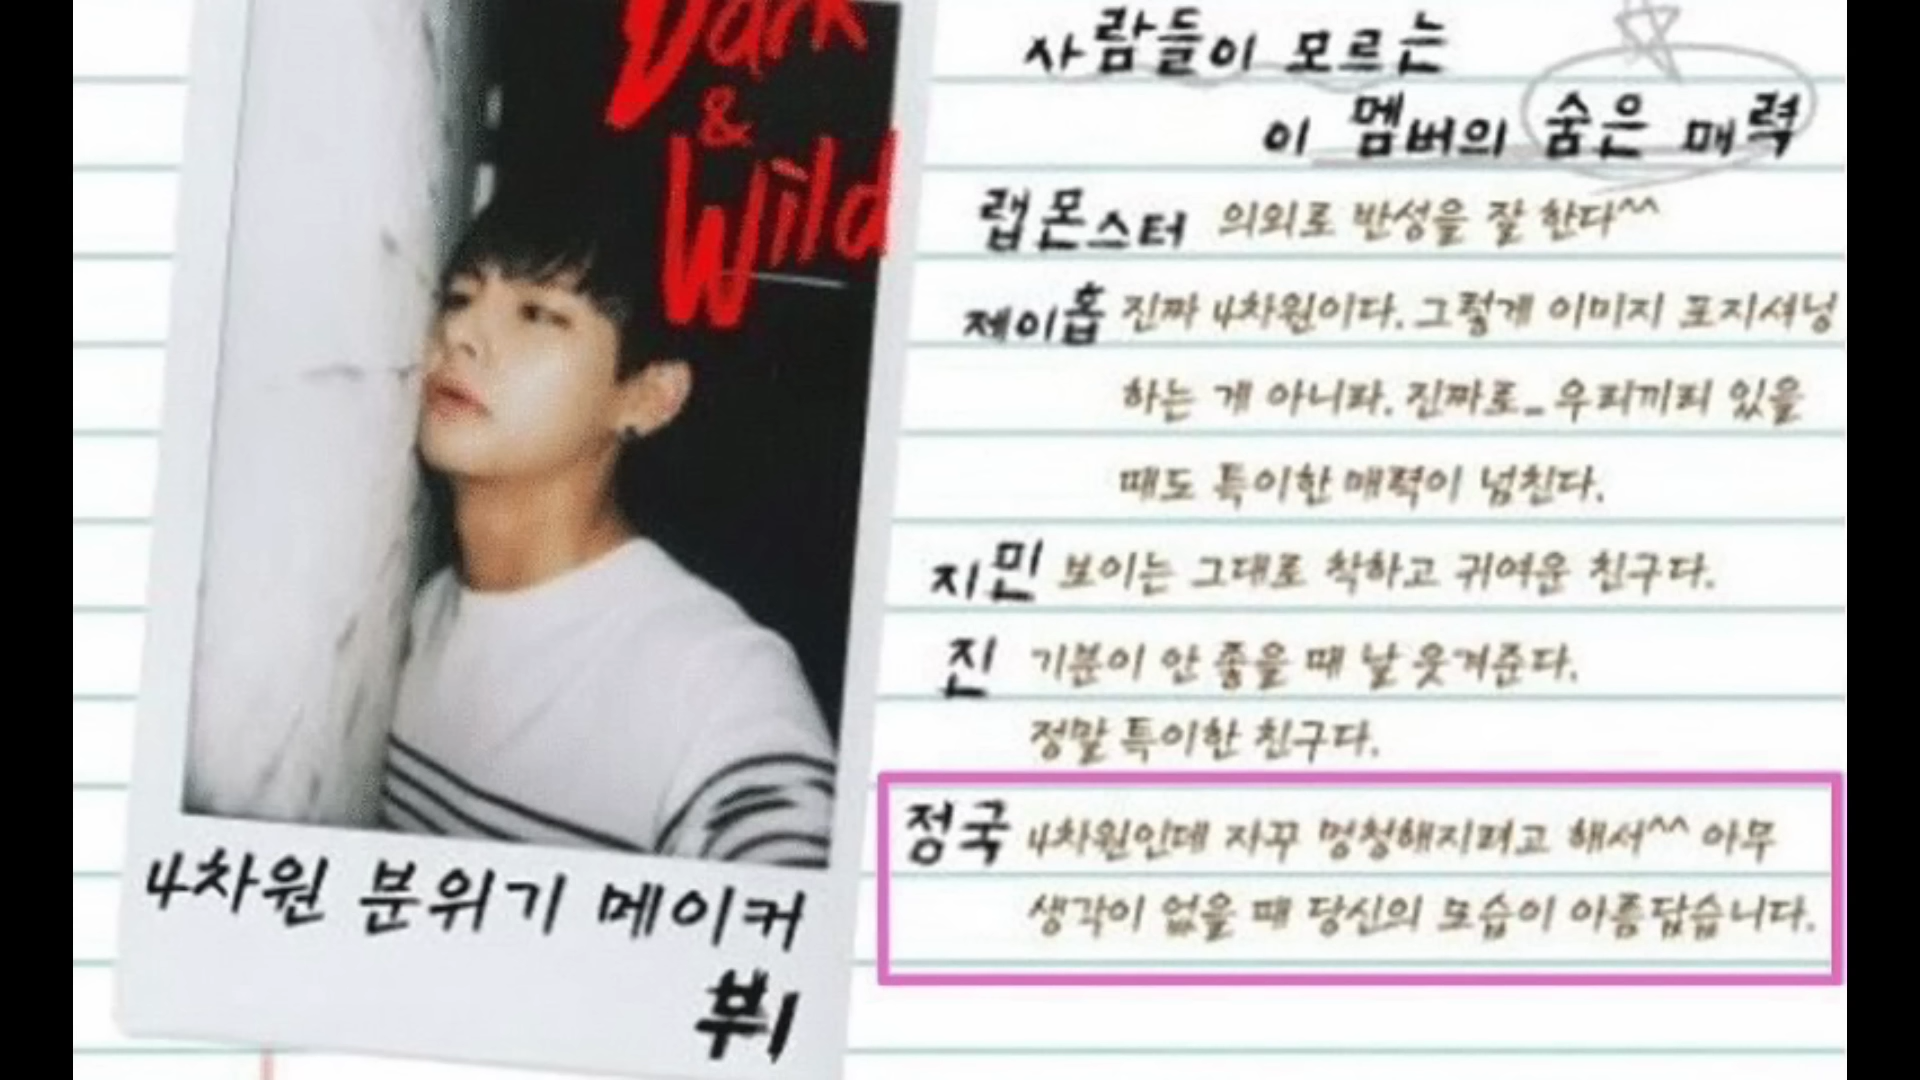 Dark
&
Wild
4차원 분위기 메이커
뷔
사람들이 모르는
이 멤버의 숨은 매력
랩몬스터 의외로 반성을 잘 한다^^
제이홉 진짜 4차원이다. 그렇게 이미지 포지셔닝
하는 게 아니라. 진짜로.. 우리끼리 있을
때도 특이한 매력이 넘친다.
지민 보이는 그대로 착하고 귀여운 친구다.
진 기분이 안 좋을 때 날 웃겨준다.
정말 특이한 친구다.
정국 4차원인데 자꾸 멍청해지려고 해서^^ 아무
생각이 없을 때 당신의 모습이 아름답습니다.